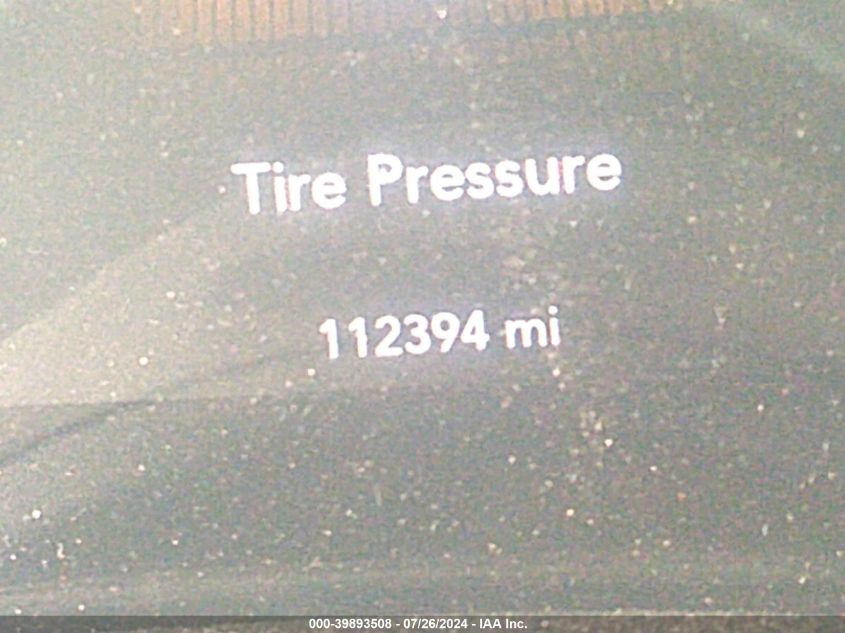 Tire Pressure
112394 mi
000-39893508 - 07/26/2024 - IAA Inc.